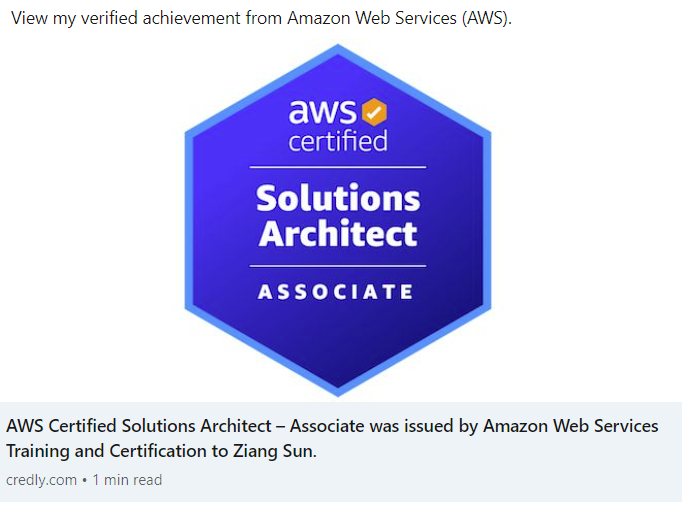 View my verified achievement from Amazon Web Services (AWS).
aws
certified
Solutions
Architect
ASSOCIATE
AWS Certified Solutions Architect – Associate was issued by Amazon Web Services
Training and Certification to Ziang Sun.
credly.com • 1 min read